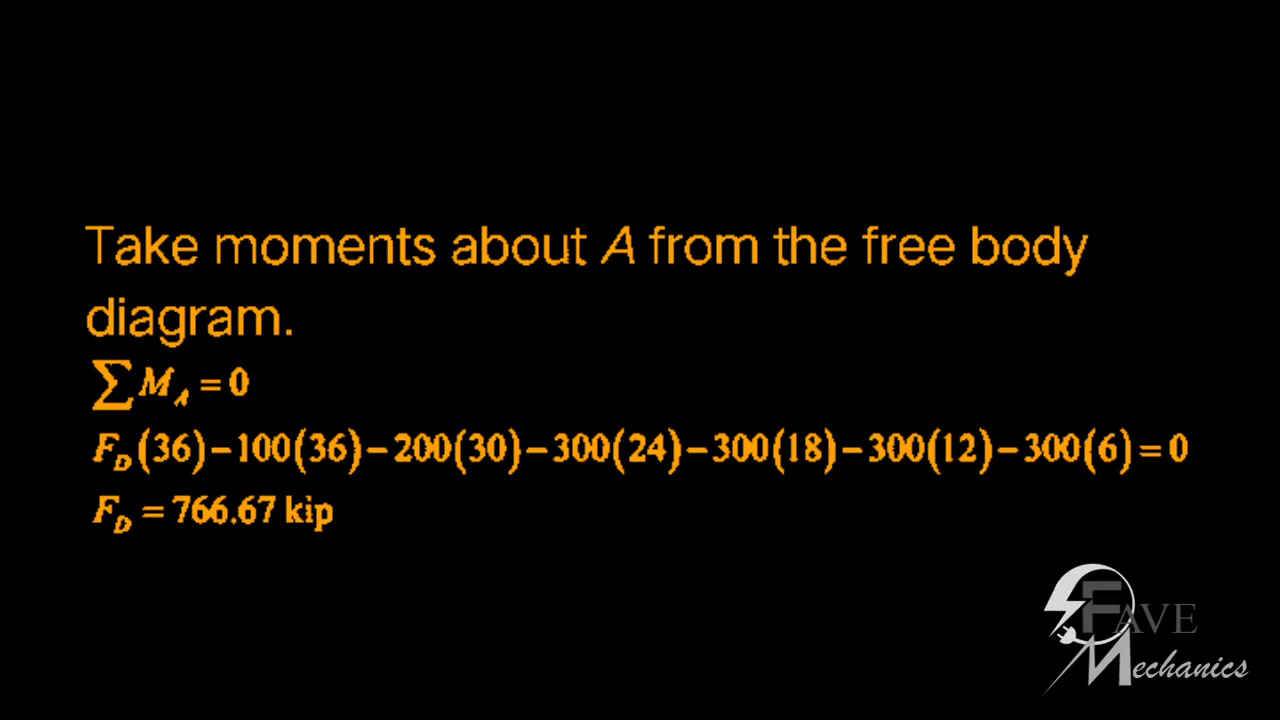 Take moments about A from the free body
diagram.
∑M_A = 0
F_D(36)−100(36)−200(30)−300(24)−300(18)−300(12)−300(6)=0
F_D = 766.67 kip
FAVE
Mechanics